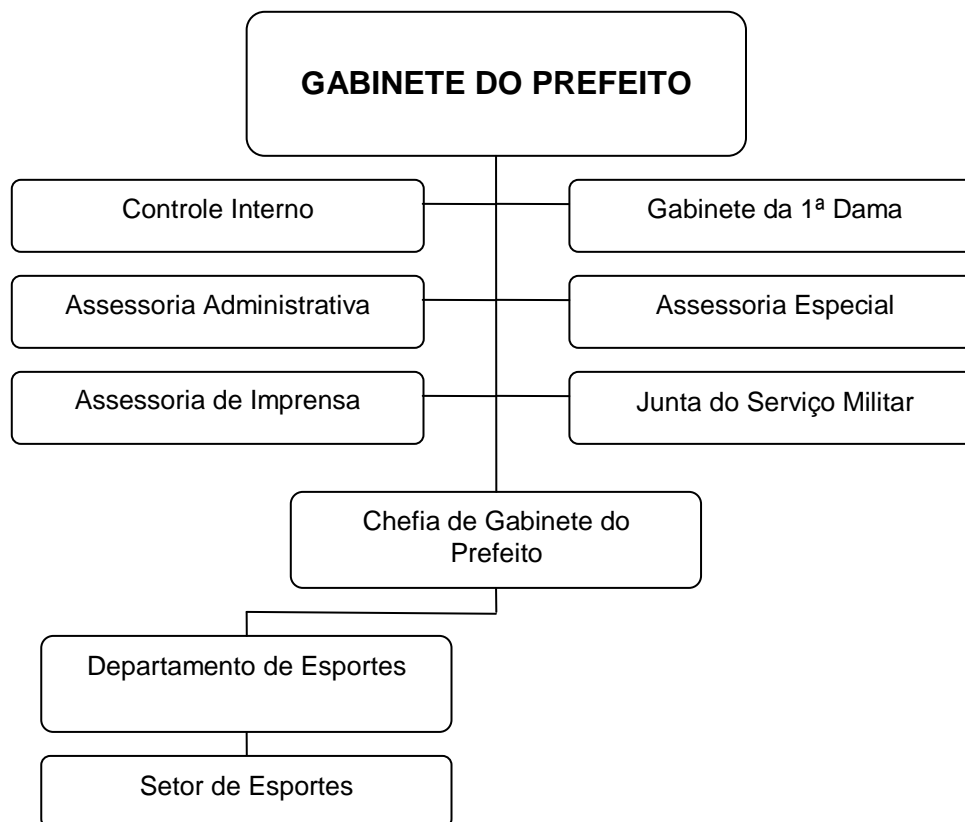 GABINETE DO PREFEITO
Controle Interno
Gabinete da 1ª Dama
Assessoria Administrativa
Assessoria Especial
Assessoria de Imprensa
Junta do Serviço Militar
Chefia de Gabinete do
Prefeito
Departamento de Esportes
Setor de Esportes